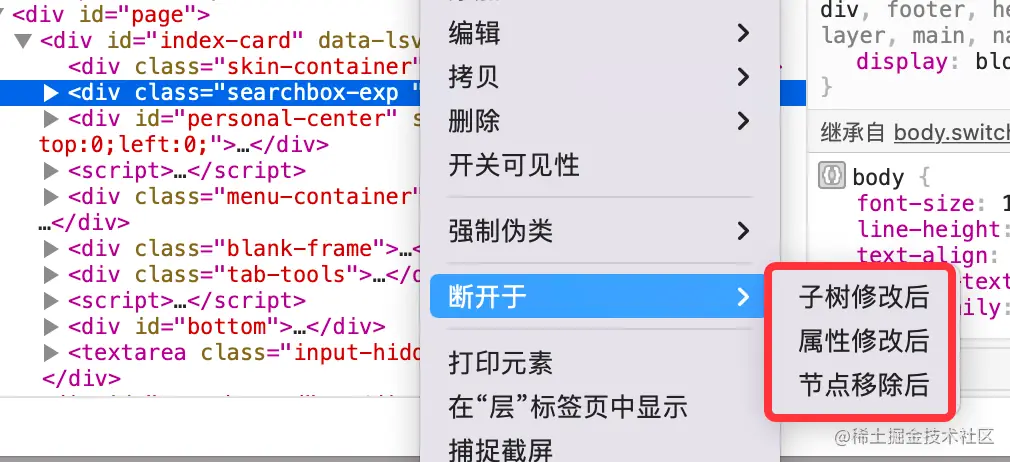 <div id="page">
<div id="index-card" data-lsv
<div class="skin-container"
<div class="searchbox-exp "
<div id="personal-center" s
top:0;left:0;">…</div>
<script>…</script>
<div class="menu-container"
…</div>
<div class="blank-frame">…<
<div class="tab-tools">…</d
<script>…</script>
<div id="bottom">…</div>
<textarea class="input-hidd
</div>
编辑
拷贝
删除
开关可见性
强制伪类
断开于
打印元素
在“层”标签页中显示
捕捉截屏
子树修改后
属性修改后
节点移除后
div, footer, he
layer, main, na
display: blo
}
继承自 body.switch
body {
font-size: 1
line-height:
text-align:
-text
ily:
@稀土掘金技术社区